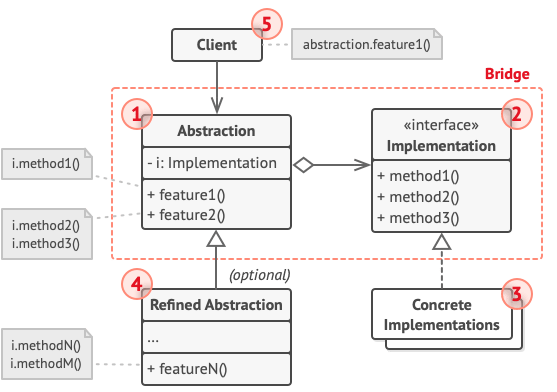 5
Client
abstraction.feature1()
Bridge
1
Abstraction
- i: Implementation
+ feature1()
+ feature2()
2
«interface»
Implementation
+ method1()
+ method2()
+ method3()
i.method1()
i.method2()
i.method3()
(optional)
4
Refined Abstraction
...
+ featureN()
3
Concrete
Implementations
i.methodN()
i.methodM()